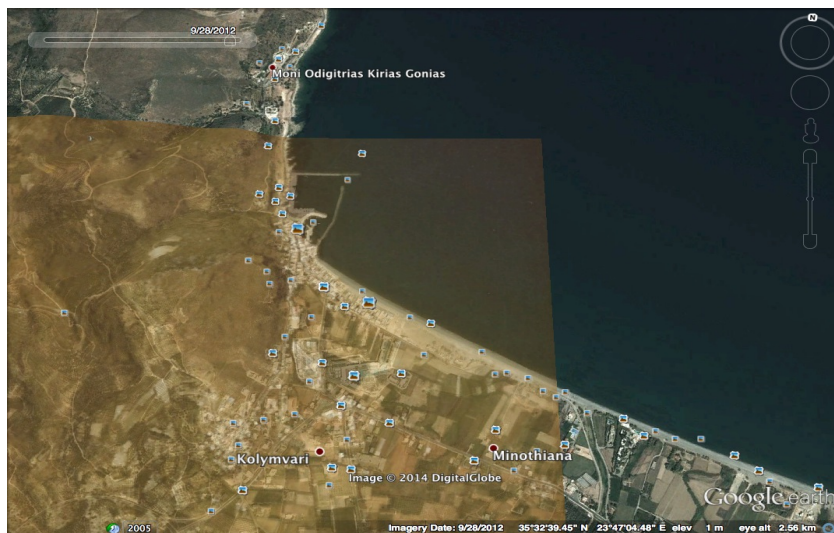 9/28/2012
N
Moni Odigitrias Kirias Gonias
Kolymvari
Minothiana
Image © 2014 DigitalGlobe
Google earth
2005
Imagery Date: 9/28/2012 35°32'39.45" N 23°47'04.48" E elev 1 m eye alt 2.56 km